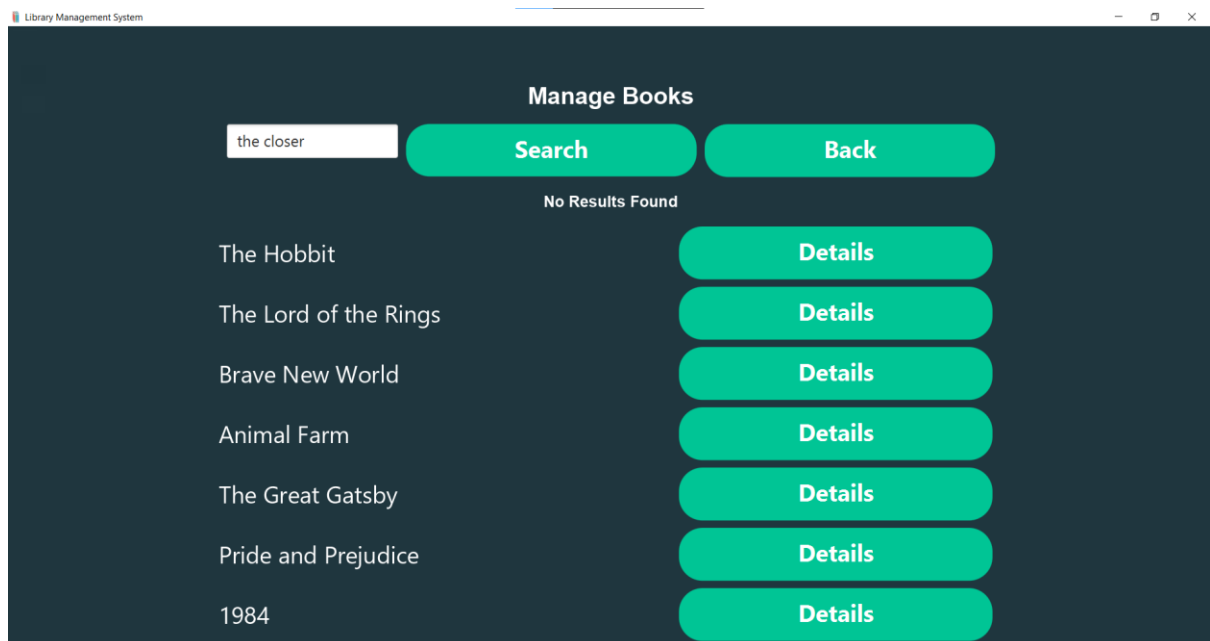 Library Management System
Manage Books
the closer Search Back
No Results Found
The Hobbit Details
The Lord of the Rings Details
Brave New World Details
Animal Farm Details
The Great Gatsby Details
Pride and Prejudice Details
1984 Details